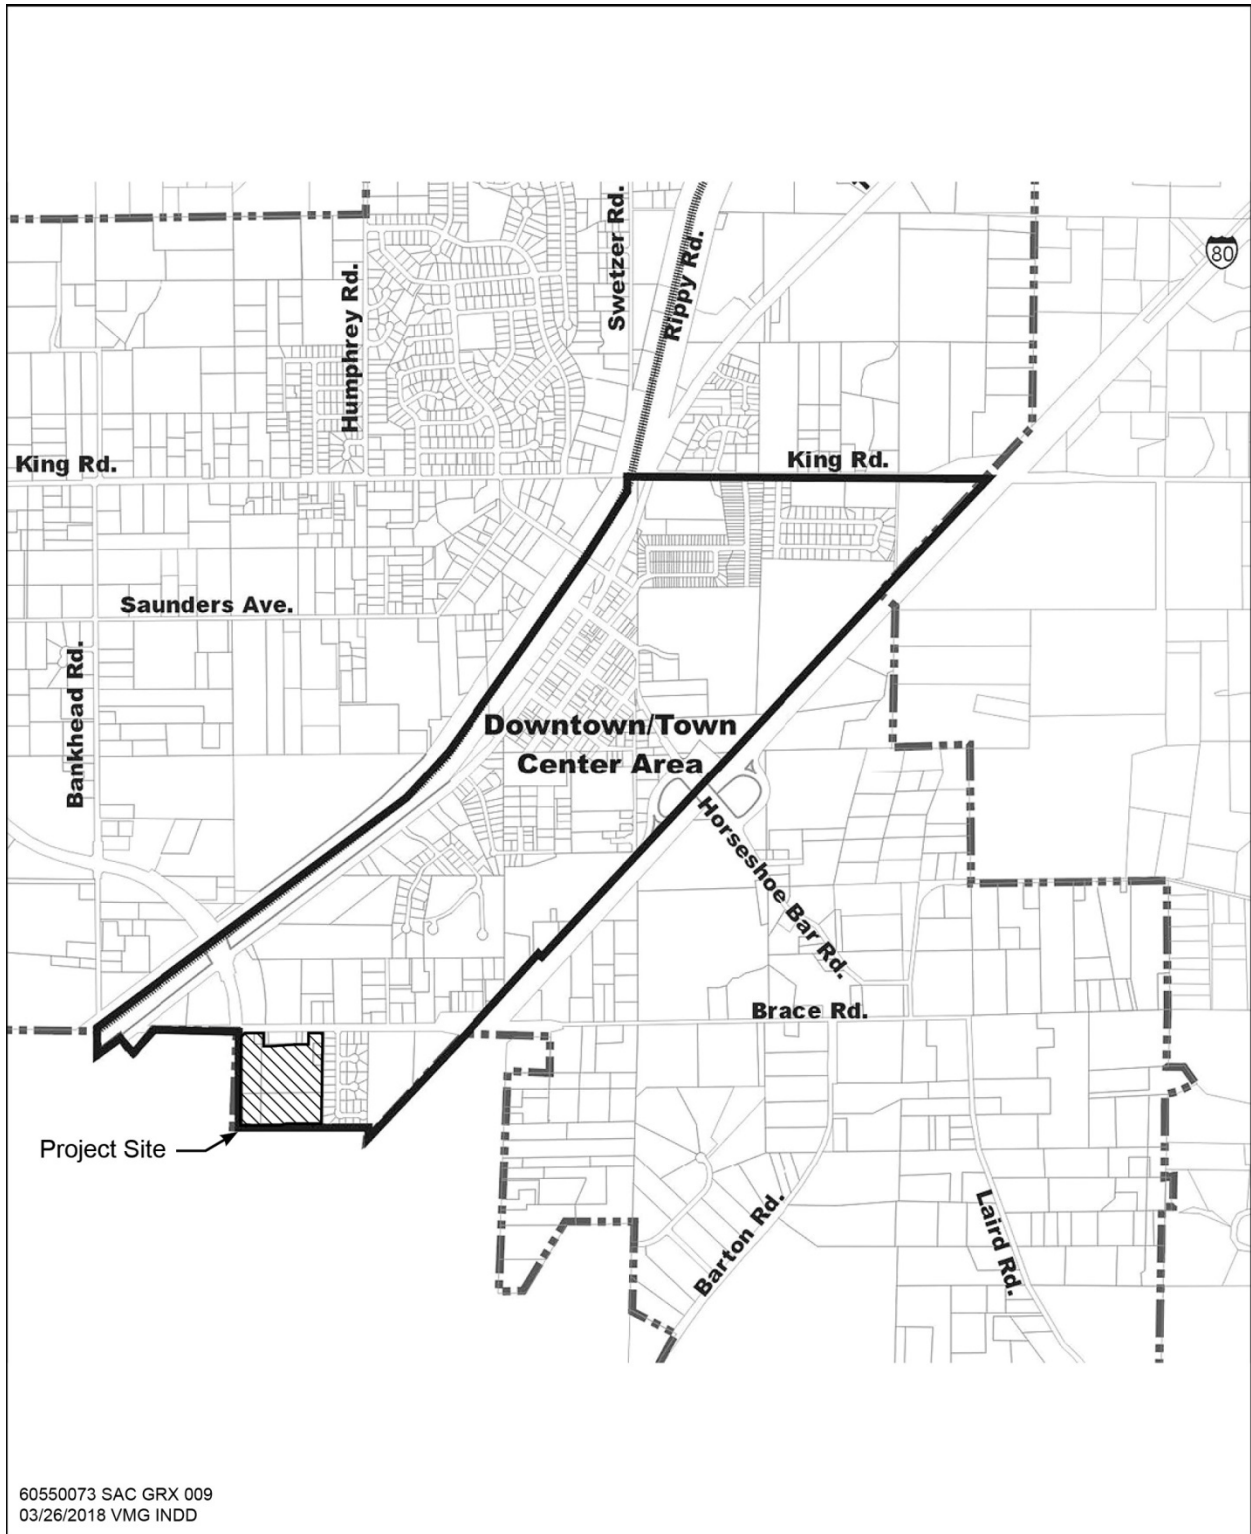 Swetzer Rd.
Rippy Rd.
80
Humphrey Rd.
King Rd.
King Rd.
Saunders Ave.
Bankhead Rd.
Downtown/Town
Center Area
Horseshoe Bar Rd.
Brace Rd.
Project Site
Barton Rd.
Laird Rd.
60550073 SAC GRX 009
03/26/2018 VMG INDD